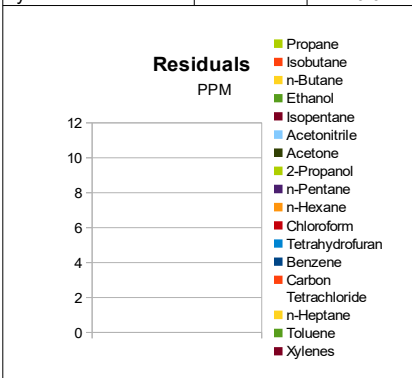 Residuals
PPM
12
10
8
6
4
2
0
Propane
Isobutane
n-Butane
Ethanol
Isopentane
Acetonitrile
Acetone
2-Propanol
n-Pentane
n-Hexane
Chloroform
Tetrahydrofuran
Benzene
Carbon
Tetrachloride
n-Heptane
Toluene
Xylenes